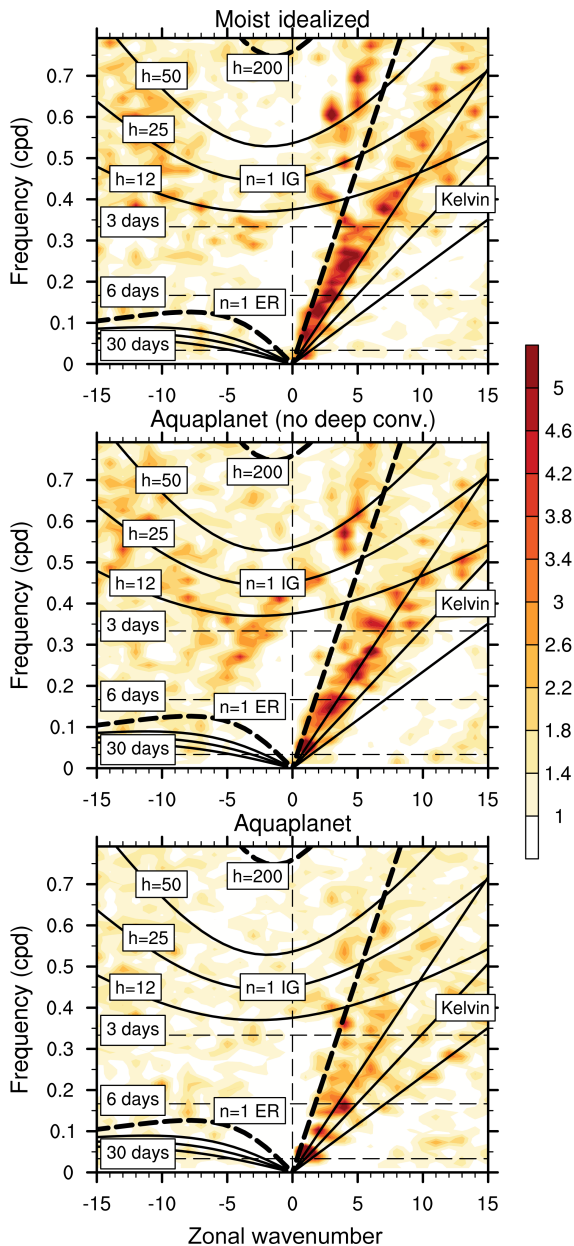 Moist idealized
Frequency (cpd)
0.7
0.6
0.5
0.4
0.3
0.2
0.1
0
h=50
h=200
h=25
h=12
n=1 IG
Kelvin
3 days
6 days
n=1 ER
30 days
-15 -10 -5 0 5 10 15
Aquaplanet (no deep conv.)
Frequency (cpd)
0.7
0.6
0.5
0.4
0.3
0.2
0.1
0
h=50
h=200
h=25
h=12
n=1 IG
Kelvin
3 days
6 days
n=1 ER
30 days
-15 -10 -5 0 5 10 15
Aquaplanet
Frequency (cpd)
0.7
0.6
0.5
0.4
0.3
0.2
0.1
0
h=50
h=200
h=25
h=12
n=1 IG
Kelvin
3 days
6 days
n=1 ER
30 days
-15 -10 -5 0 5 10 15
Zonal wavenumber
5
4.6
4.2
3.8
3.4
3
2.6
2.2
1.8
1.4
1